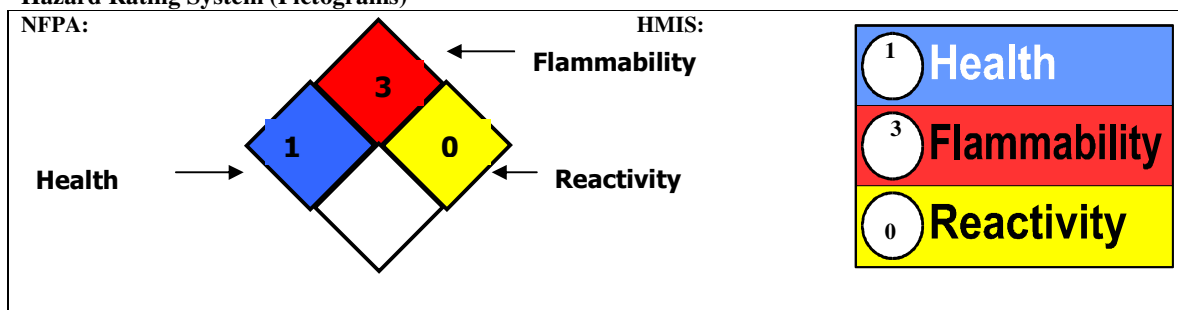 Hazard Rating System (Pictograms)
NFPA:
HMIS:
Flammability
3
1
0
Health
Reactivity
1 Health
3 Flammability
0 Reactivity